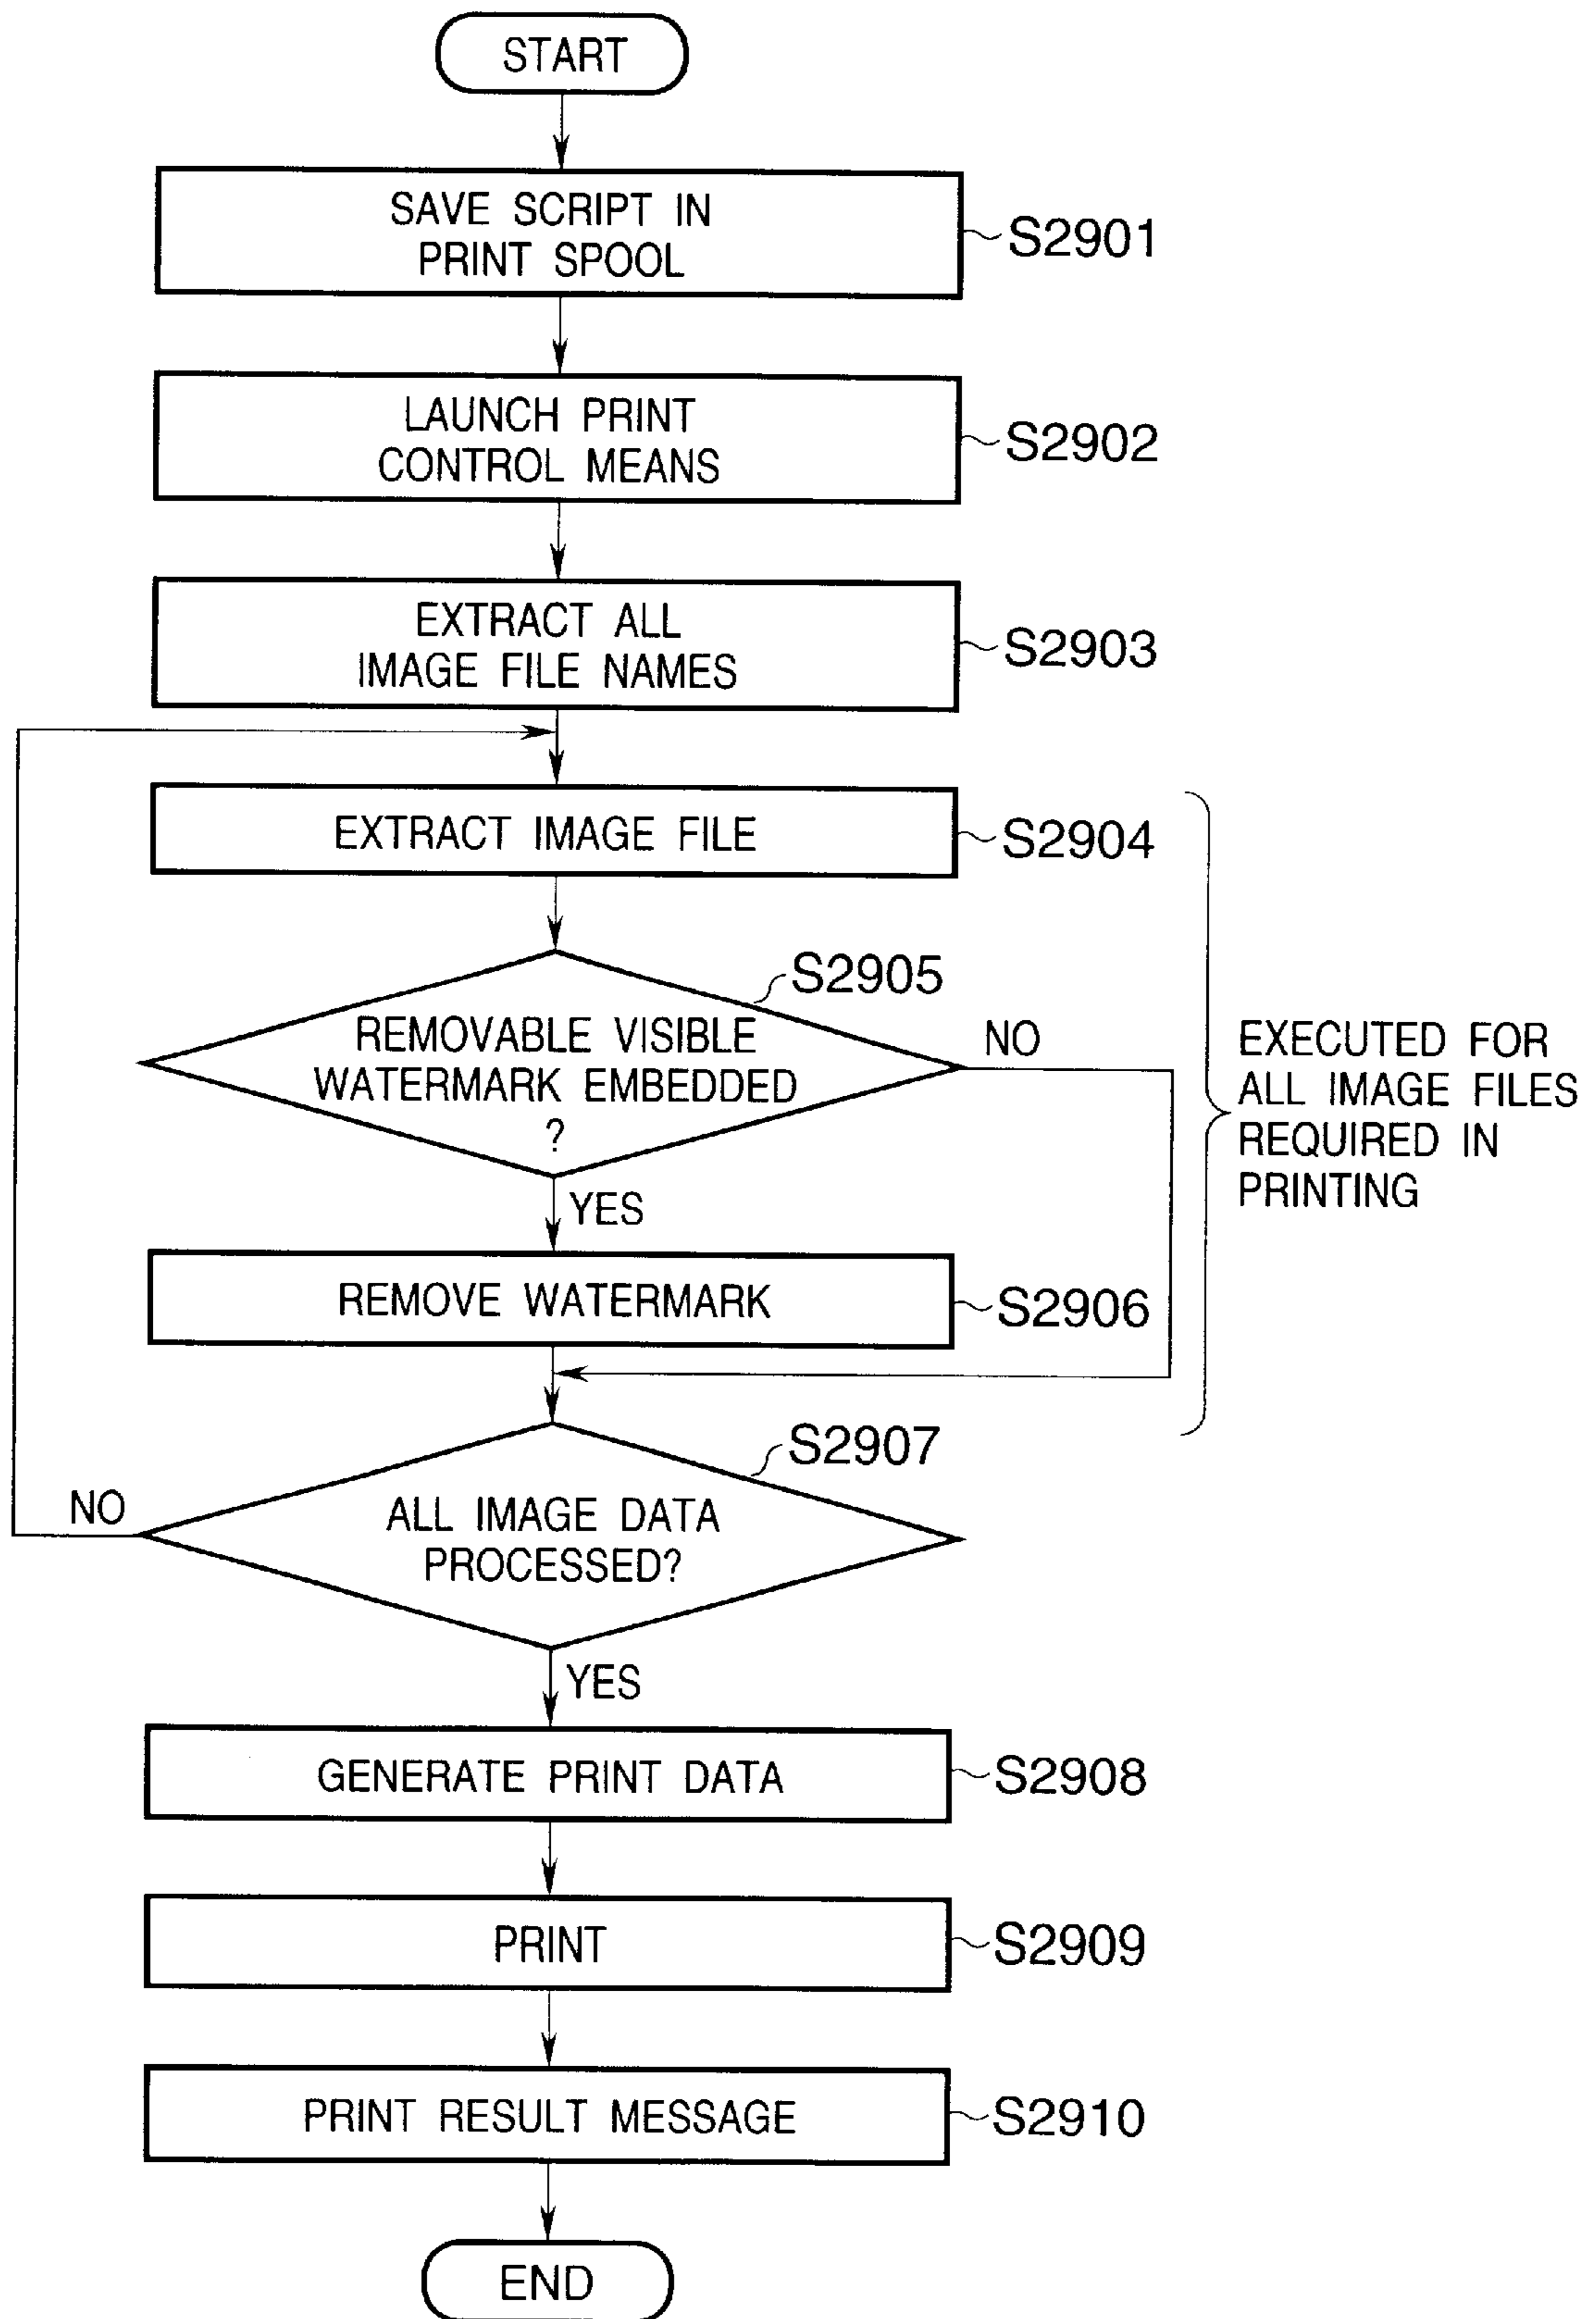 START
SAVE SCRIPT IN
PRINT SPOOL
S2901
LAUNCH PRINT
CONTROL MEANS
S2902
EXTRACT ALL
IMAGE FILE NAMES
S2903
EXTRACT IMAGE FILE
S2904
S2905
REMOVABLE VISIBLE
WATERMARK EMBEDDED
?
NO
EXECUTED FOR
ALL IMAGE FILES
REQUIRED IN
PRINTING
YES
REMOVE WATERMARK
S2906
S2907
ALL IMAGE DATA
PROCESSED?
NO
YES
GENERATE PRINT DATA
S2908
PRINT
S2909
PRINT RESULT MESSAGE
S2910
END